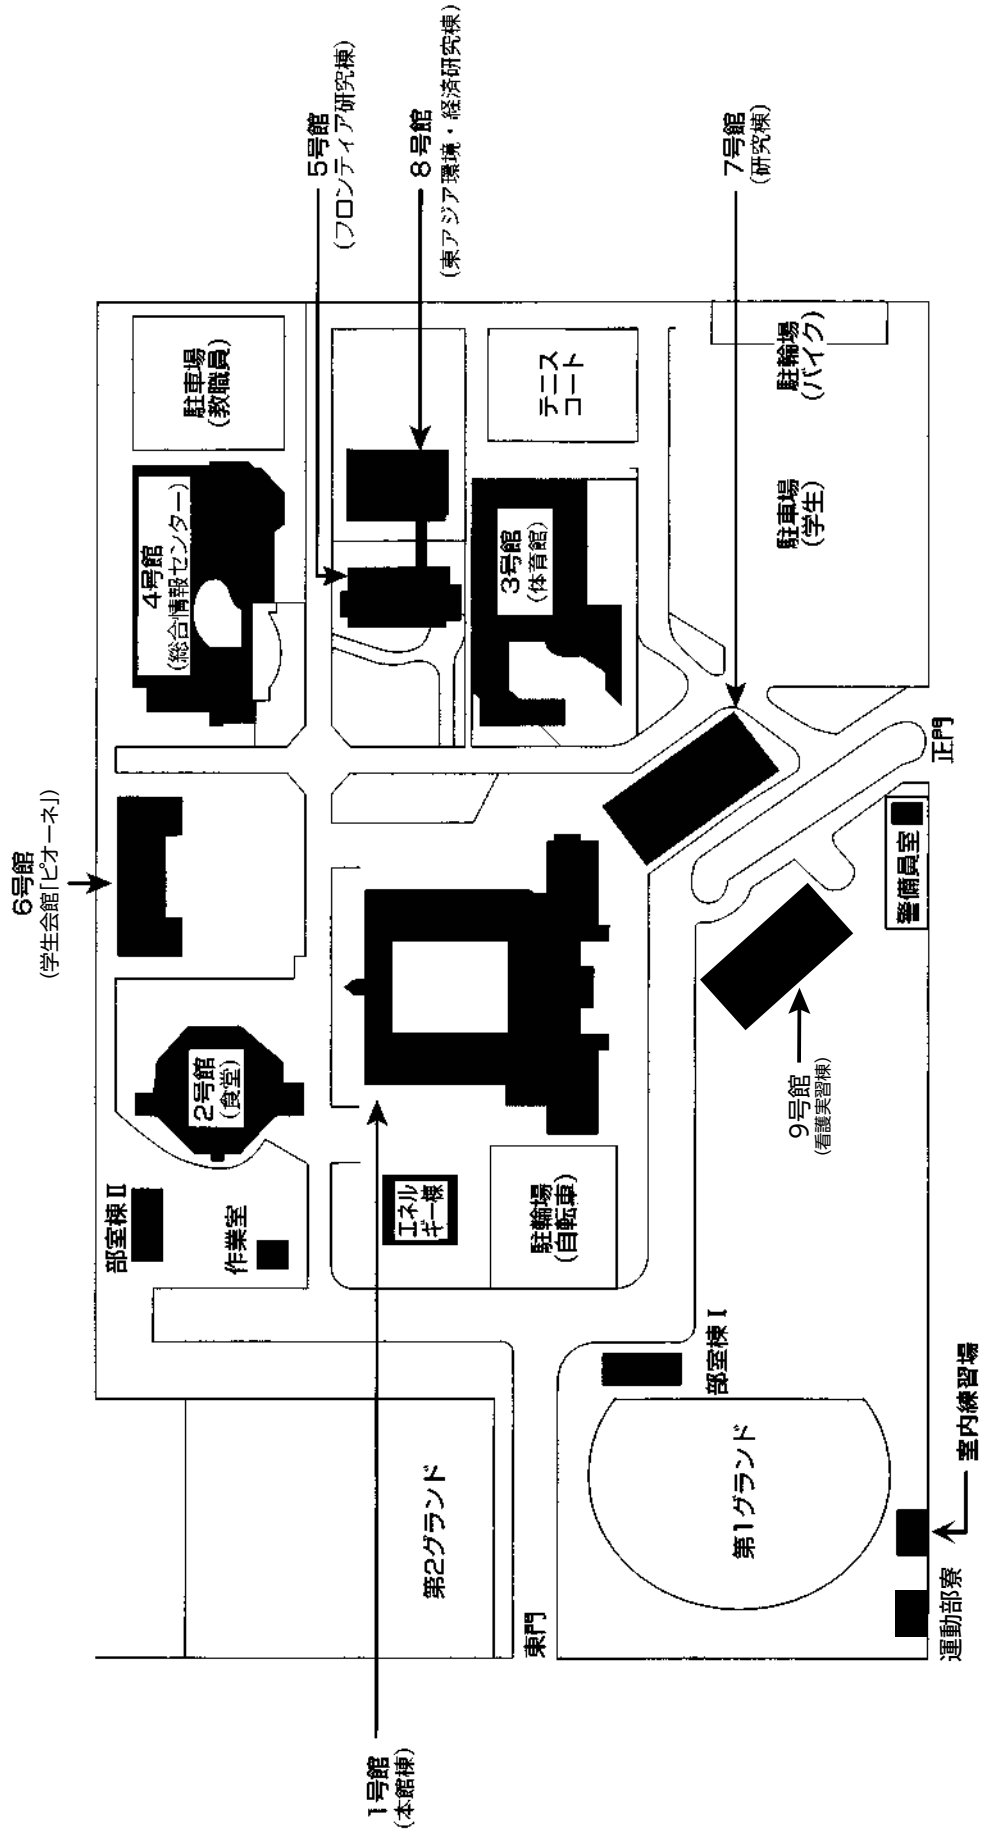 5号館
(フロンティア研究棟)
8号館
(東アジア環境・経済研究棟)
7号館
(研究棟)
駐車場
(教職員)
テニス
コート
駐輪場
(バイク)
駐車場
(学生)
4号館
(総合情報センター)
3号館
(体育館)
正門
6号館
(学生会館「ピオーネ」)
警備員室
2号館
(食堂)
9号館
(看護実習棟)
部室棟Ⅱ
作業室
エネル
ギー棟
駐輪場
(自転車)
部室棟Ⅰ
室内練習場
第2グランド
第1グランド
東門
運動部寮
1号館
(本館棟)